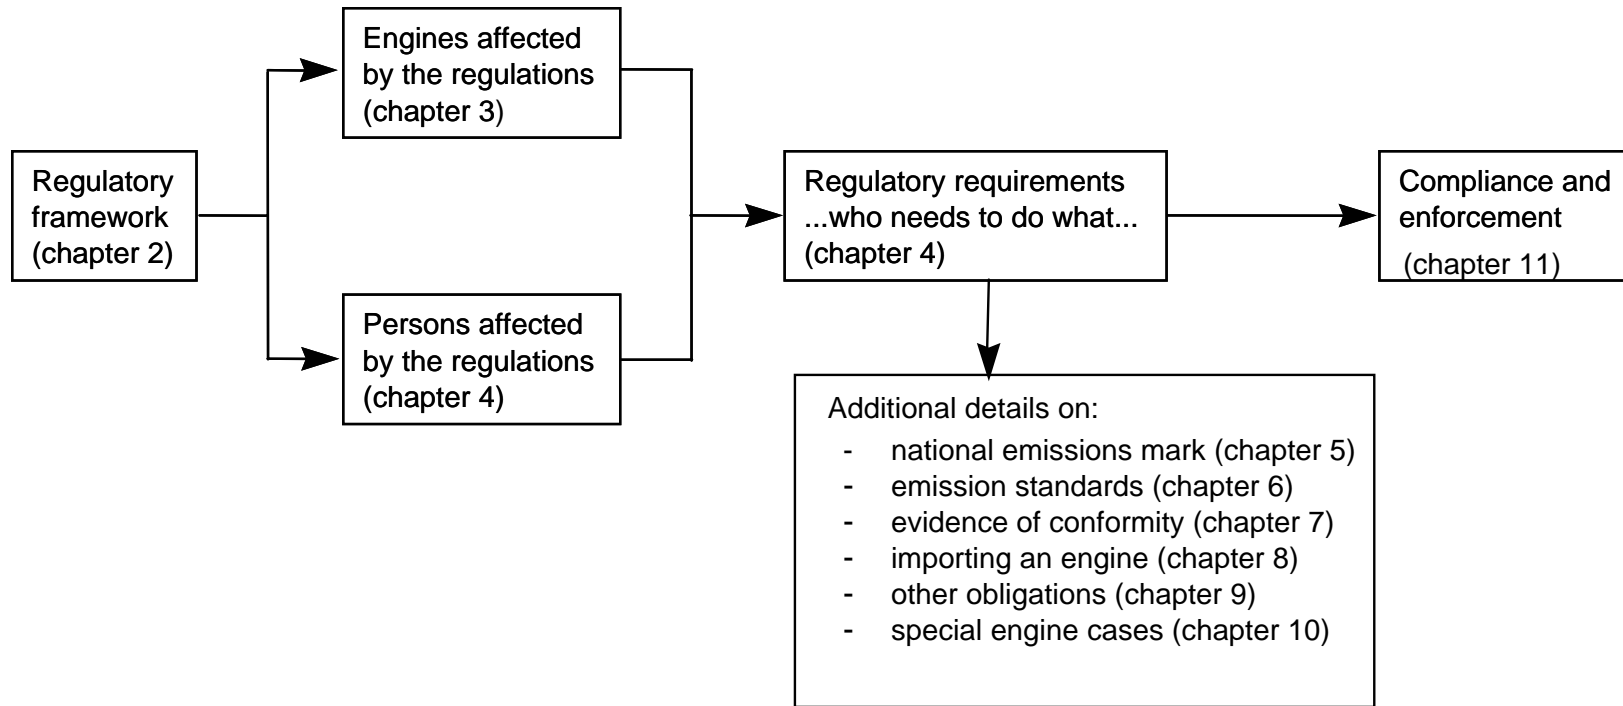 Regulatory
framework
(chapter 2)
Engines affected
by the regulations
(chapter 3)
Persons affected
by the regulations
(chapter 4)
Regulatory requirements
...who needs to do what...
(chapter 4)
Compliance and
enforcement
(chapter 11)
Additional details on:
- national emissions mark (chapter 5)
- emission standards (chapter 6)
- evidence of conformity (chapter 7)
- importing an engine (chapter 8)
- other obligations (chapter 9)
- special engine cases (chapter 10)